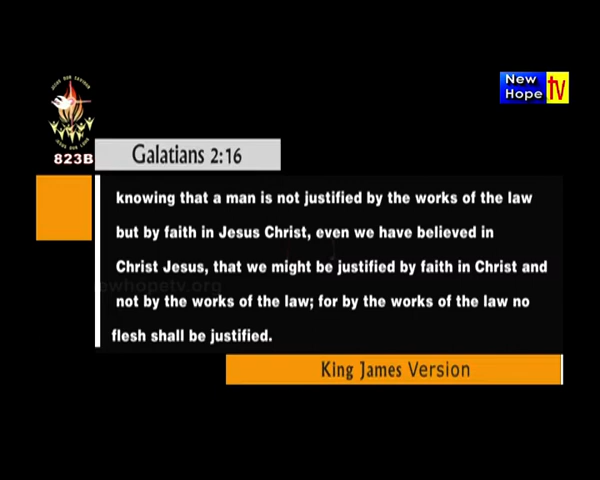 New
Hope
TV
823B
Galatians 2:16
knowing that a man is not justified by the works of the law
but by faith in Jesus Christ, even we have believed in
Christ Jesus, that we might be justified by faith in Christ and
not by the works of the law; for by the works of the law no
flesh shall be justified.
ewhopetv.org
King James Version